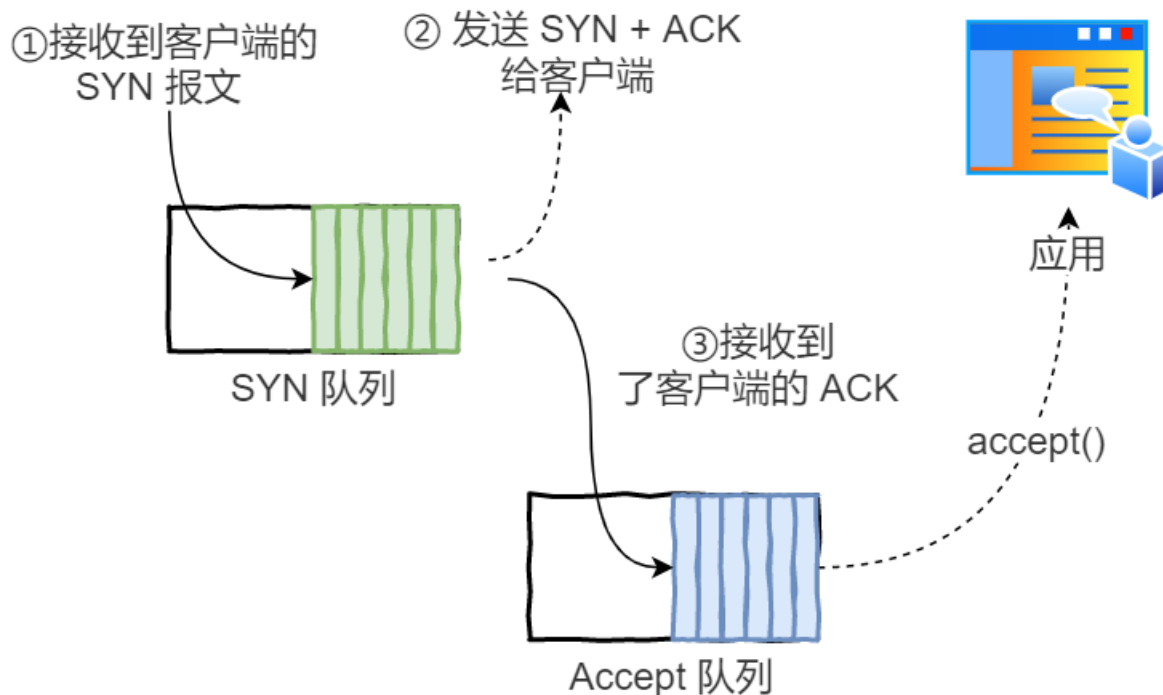 ①接收到客户端的
SYN 报文
② 发送 SYN + ACK
给客户端
SYN 队列
③接收到
了客户端的 ACK
Accept 队列
accept()
应用